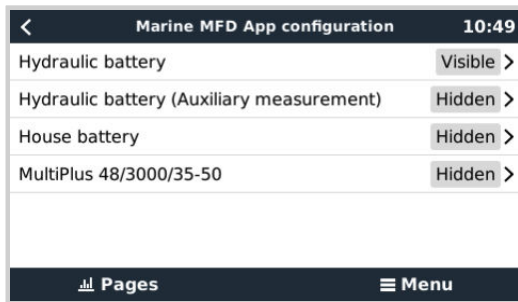 Marine MFD App configuration 10:49
Hydraulic battery Visible
Hydraulic battery (Auxiliary measurement) Hidden
House battery Hidden
MultiPlus 48/3000/35-50 Hidden
Pages Menu